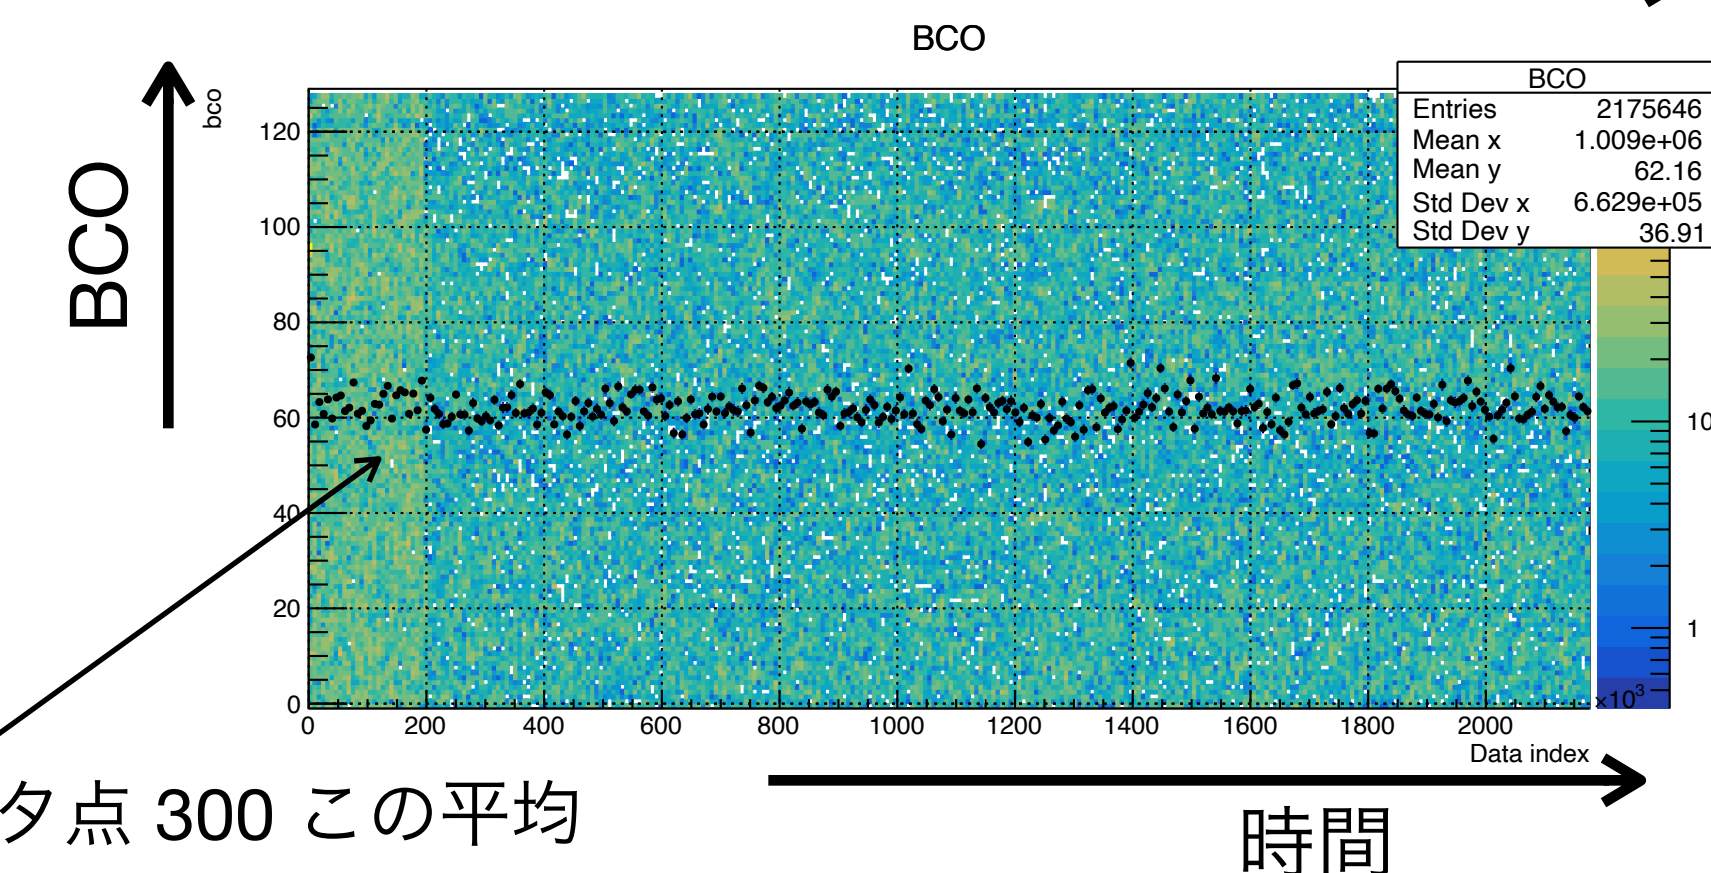 BCO
BCO
bco
BCO
Entries 2175646
Mean x 1.009e+06
Mean y 62.16
Std Dev x 6.629e+05
Std Dev y 36.91
120
100
80
60
40
20
0
10
1
×10³
0 200 400 600 800 1000 1200 1400 1600 1800 2000
Data index
タ点 300 この平均
時間